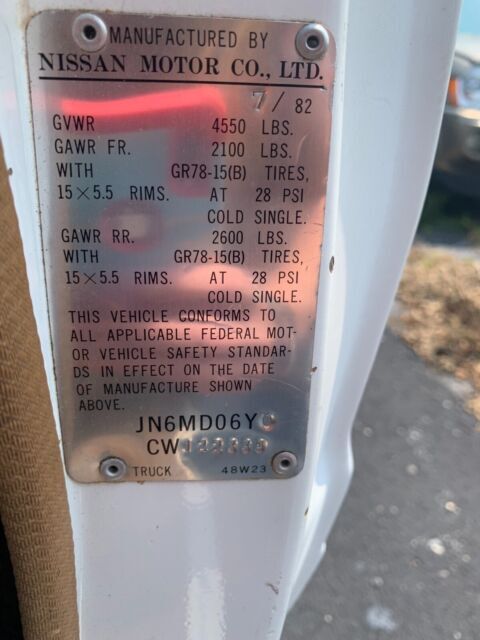 MANUFACTURED BY
NISSAN MOTOR CO., LTD.
7 / 82
GVWR 4550 LBS.
GAWR FR. 2100 LBS.
WITH GR78-15(B) TIRES,
15×5.5 RIMS. AT 28 PSI
COLD SINGLE.
GAWR RR. 2600 LBS.
WITH GR78-15(B) TIRES,
15×5.5 RIMS. AT 28 PSI
COLD SINGLE.
THIS VEHICLE CONFORMS TO
ALL APPLICABLE FEDERAL MOT-
OR VEHICLE SAFETY STANDAR-
DS IN EFFECT ON THE DATE
OF MANUFACTURE SHOWN
ABOVE.
TRUCK 48W23